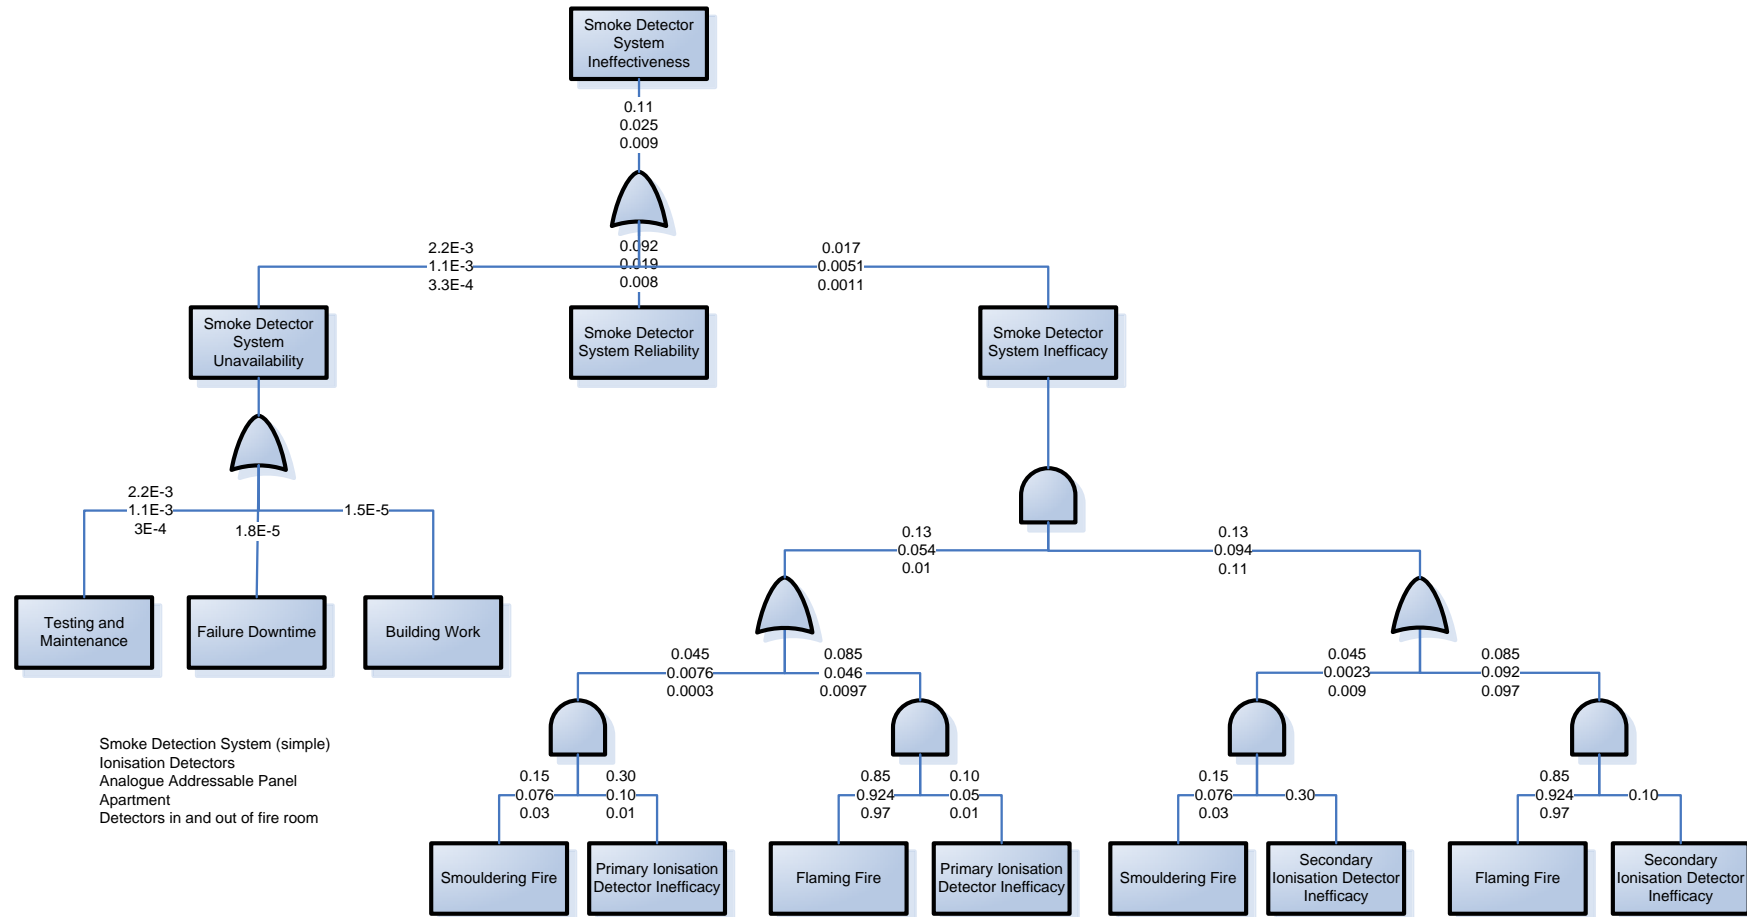 Smoke Detector
System
Ineffectiveness
0.11
0.025
0.009
2.2E-3
1.1E-3
3.3E-4
0.092
0.019
0.008
0.017
0.0051
0.0011
Smoke Detector
System
Unavailability
Smoke Detector
System Reliability
Smoke Detector
System Inefficacy
2.2E-3
1.1E-3
3E-4
1.8E-5
1.5E-5
0.13
0.054
0.01
0.13
0.094
0.11
Testing and
Maintenance
Failure Downtime
Building Work
0.045
0.0076
0.0003
0.085
0.046
0.0097
0.045
0.0023
0.009
0.085
0.092
0.097
Smoke Detection System (simple)
Ionisation Detectors
Analogue Addressable Panel
Apartment
Detectors in and out of fire room
0.15
0.076
0.03
0.30
0.10
0.01
0.85
0.924
0.97
0.10
0.05
0.01
0.15
0.076
0.03
0.30
0.85
0.924
0.97
0.10
Smouldering Fire
Primary Ionisation
Detector Inefficacy
Flaming Fire
Primary Ionisation
Detector Inefficacy
Smouldering Fire
Secondary
Ionisation Detector
Inefficacy
Flaming Fire
Secondary
Ionisation Detector
Inefficacy